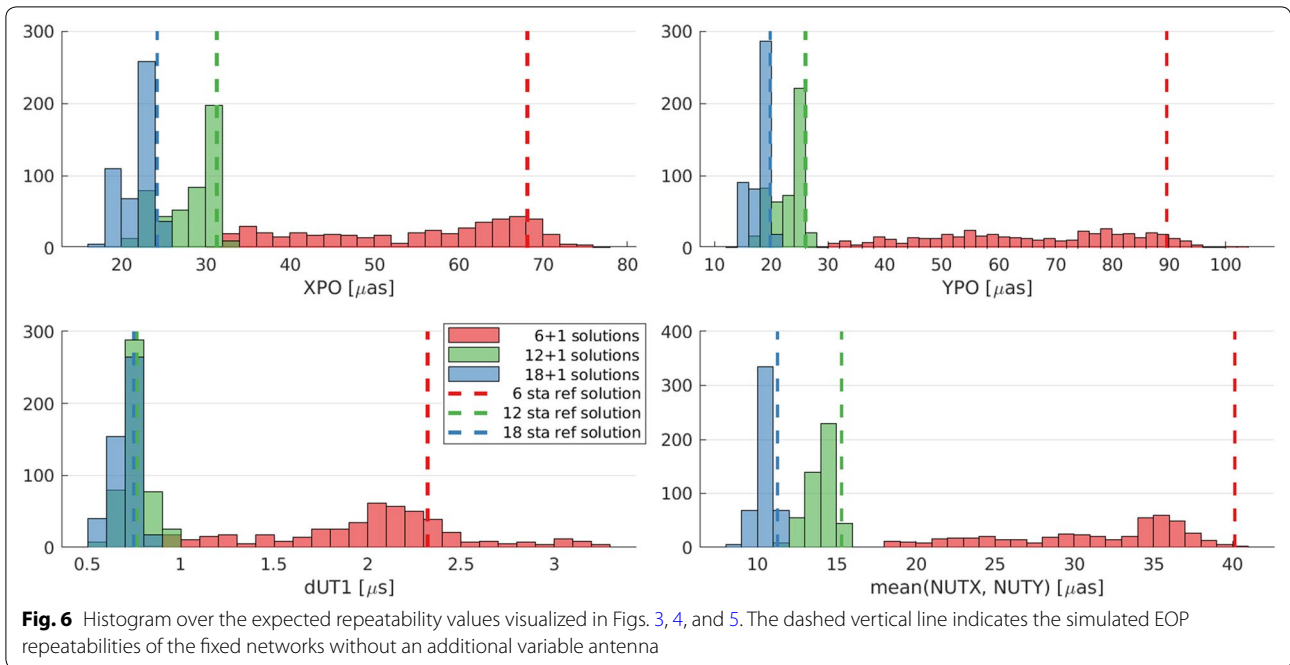 300
200
100
0
20 30 40 50 60 70 80
XPO [μas]
300
200
100
0
10 20 30 40 50 60 70 80 90 100
YPO [μas]
300
200
100
0
0.5 1 1.5 2 2.5 3
dUT1 [μs]
6+1 solutions
12+1 solutions
18+1 solutions
6 sta ref solution
12 sta ref solution
18 sta ref solution
400
300
200
100
0
10 15 20 25 30 35 40
mean(NUTX, NUTY) [μas]
Fig. 6 Histogram over the expected repeatability values visualized in Figs. 3, 4, and 5. The dashed vertical line indicates the simulated EOP
repeatabilities of the fixed networks without an additional variable antenna